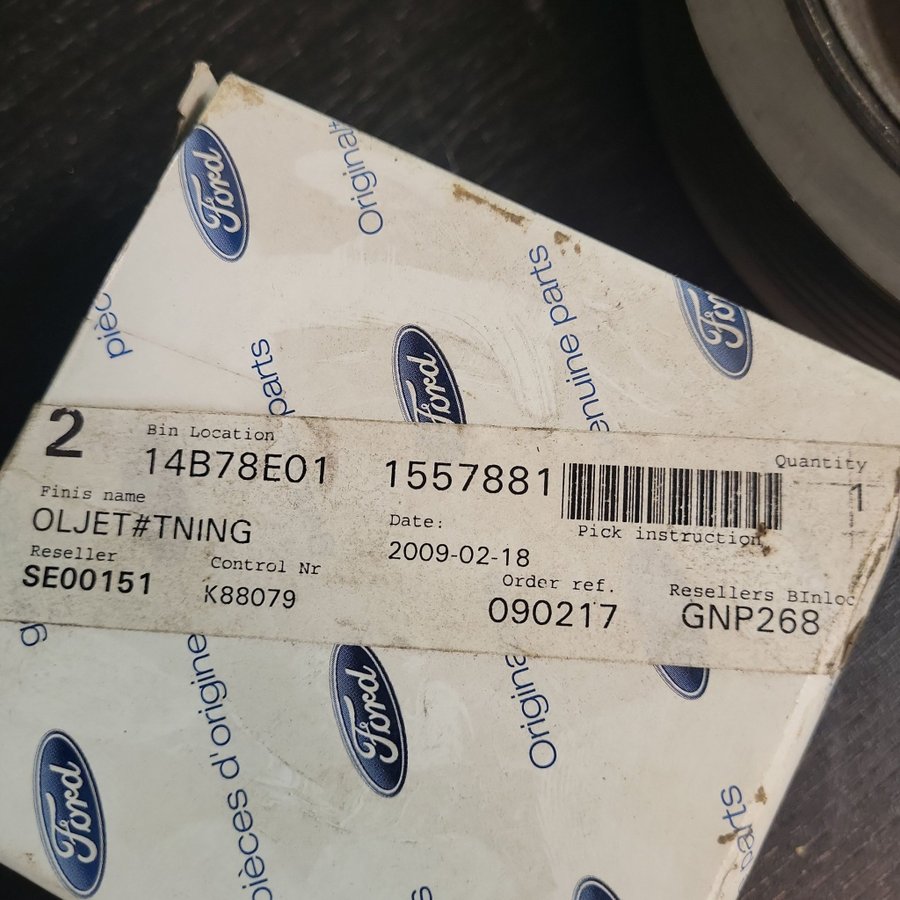 Ford
Original
Ford
pièc
parts
Ford
enuine parts
2
Bin Location
14B78E01
1557881
Quantity
1
Finis name
OLJET#TNING
Date:
2009-02-18
Pick instruction
Reseller
SE00151
Control Nr
K88079
Order ref.
090217
Resellers BInloc
GNP268
pièces d'origine
Ford
Origina
Ford
arts